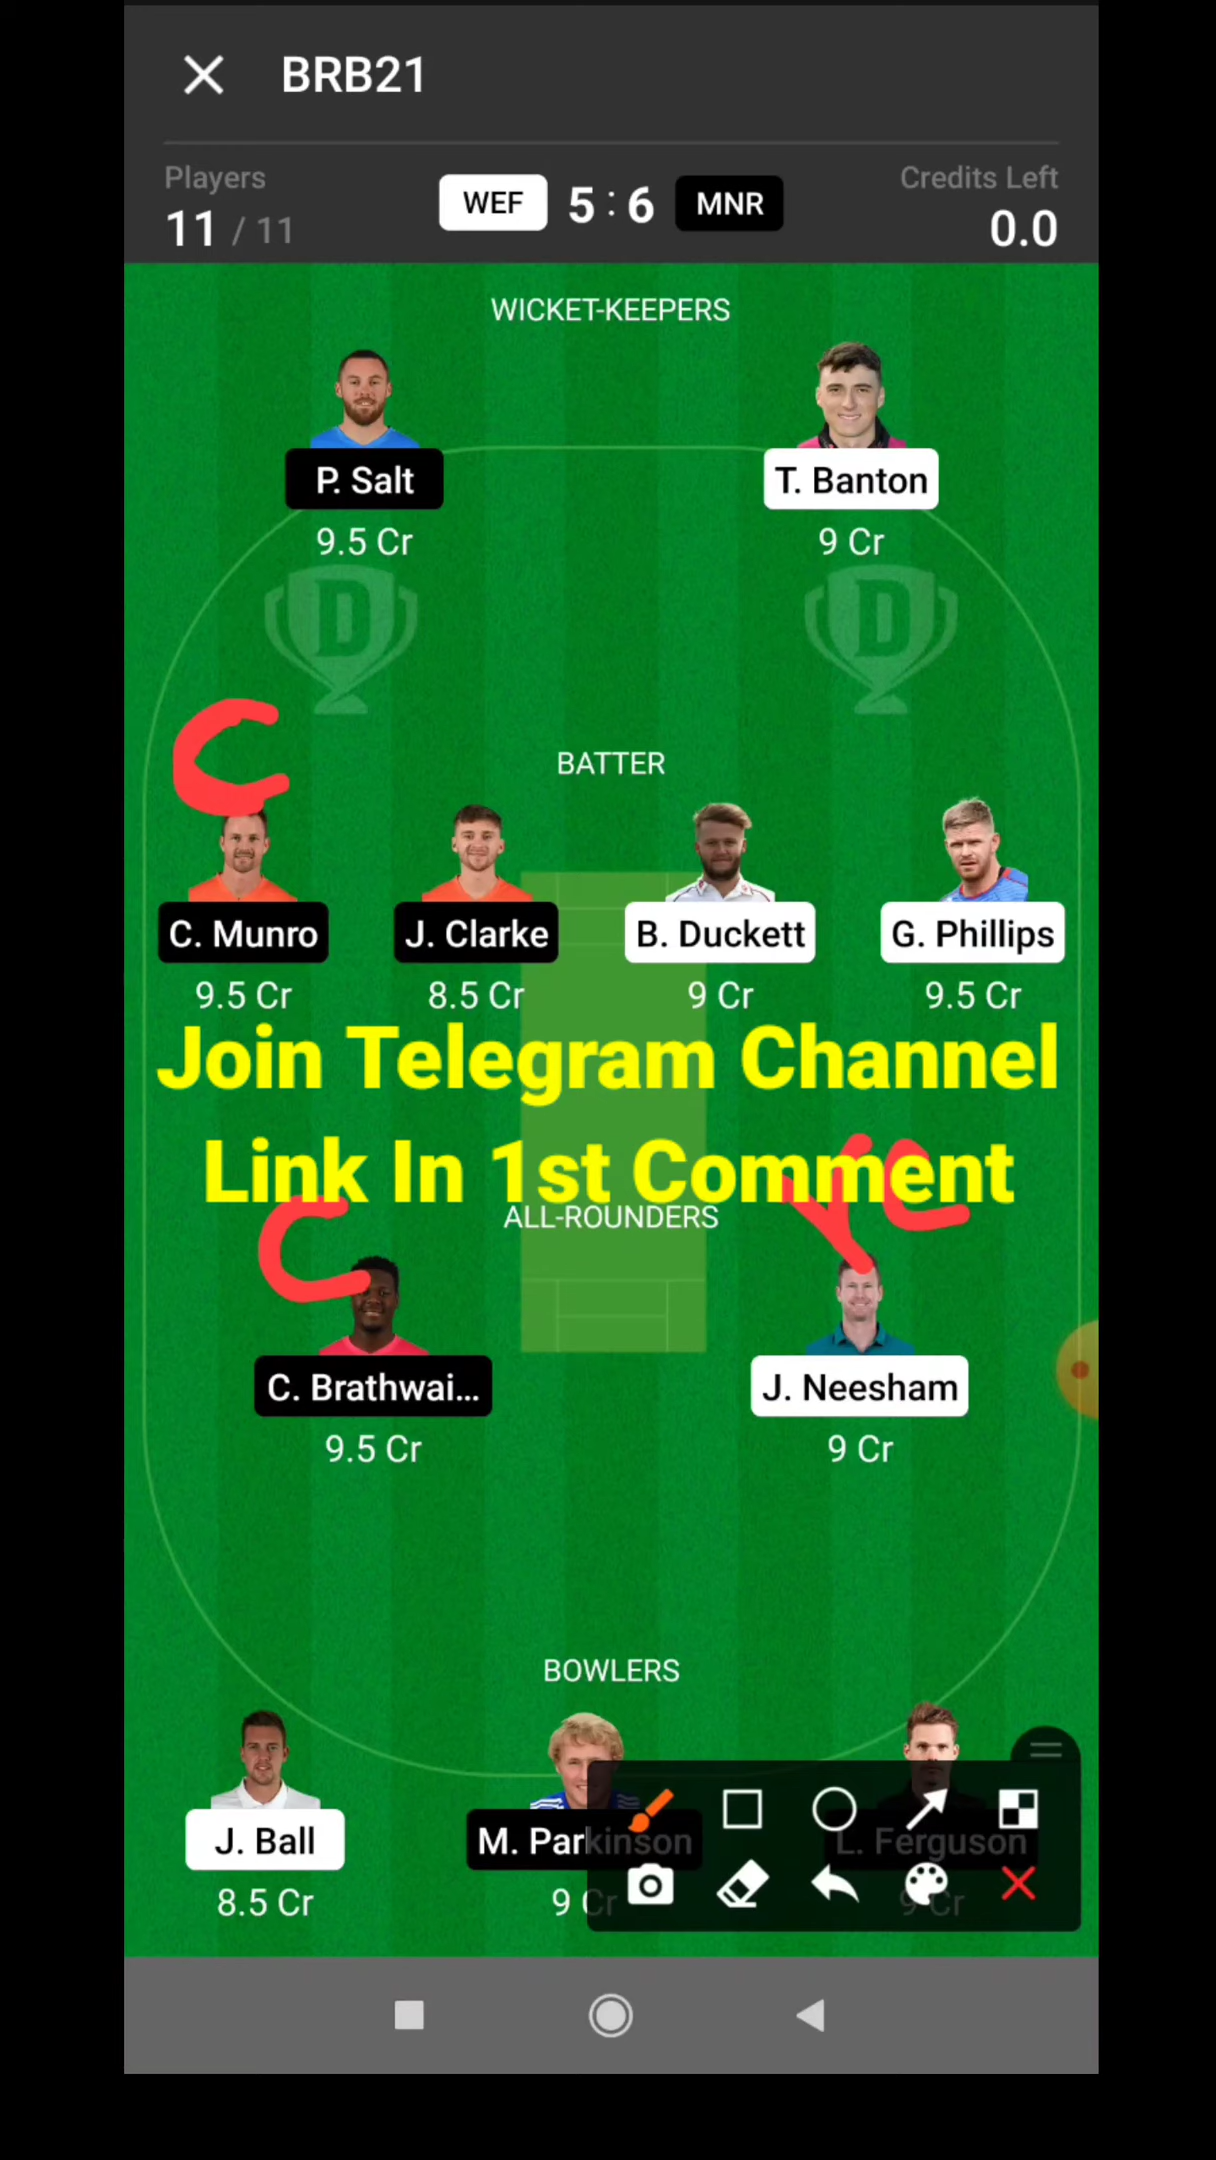 BRB21
Players
11 / 11
WEF 5 : 6 MNR
Credits Left
0.0
WICKET-KEEPERS
P. Salt
9.5 Cr
T. Banton
9 Cr
D D
C
BATTER
C. Munro
9.5 Cr
J. Clarke
8.5 Cr
B. Duckett
9 Cr
G. Phillips
9.5 Cr
Join Telegram Channel
Link In 1st Comment
ALL-ROUNDERS
C
VC
C. Brathwai...
9.5 Cr
J. Neesham
9 Cr
BOWLERS
J. Ball
8.5 Cr
M. Parkinson
9 Cr
L. Ferguson
9 Cr